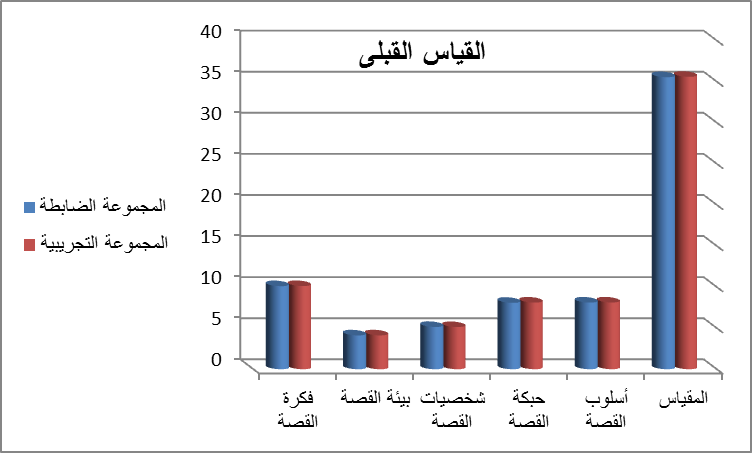 القياس القبلى
40
35
30
25
20
15
10
5
0
المجموعة الضابطة
المجموعة التجريبية
فكرة
القصة
بيئة القصة
شخصيات
القصة
حبكة
القصة
أسلوب
القصة
المقياس